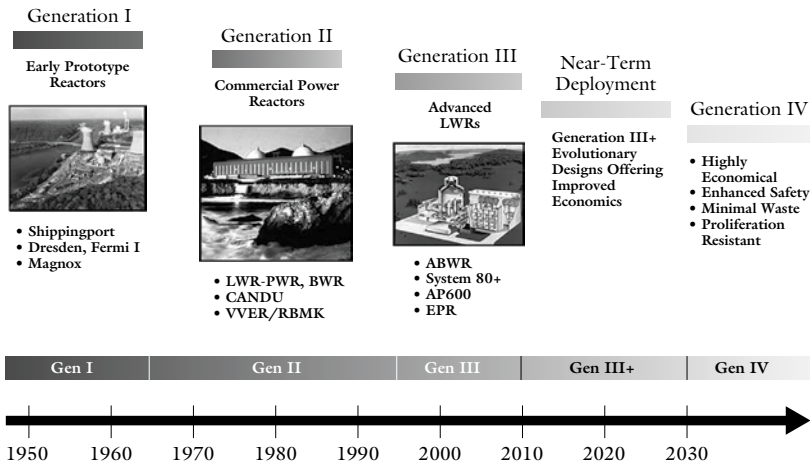 Generation I
Early Prototype
Reactors
• Shippingport
• Dresden, Fermi I
• Magnox
Generation II
Commercial Power
Reactors
• LWR-PWR, BWR
• CANDU
• VVER/RBMK
Generation III
Advanced
LWRs
• ABWR
• System 80+
• AP600
• EPR
Near-Term
Deployment
Generation III+
Evolutionary
Designs Offering
Improved
Economics
Generation IV
• Highly
Economical
• Enhanced Safety
• Minimal Waste
• Proliferation
Resistant
Gen I Gen II Gen III Gen III+ Gen IV
1950 1960 1970 1980 1990 2000 2010 2020 2030